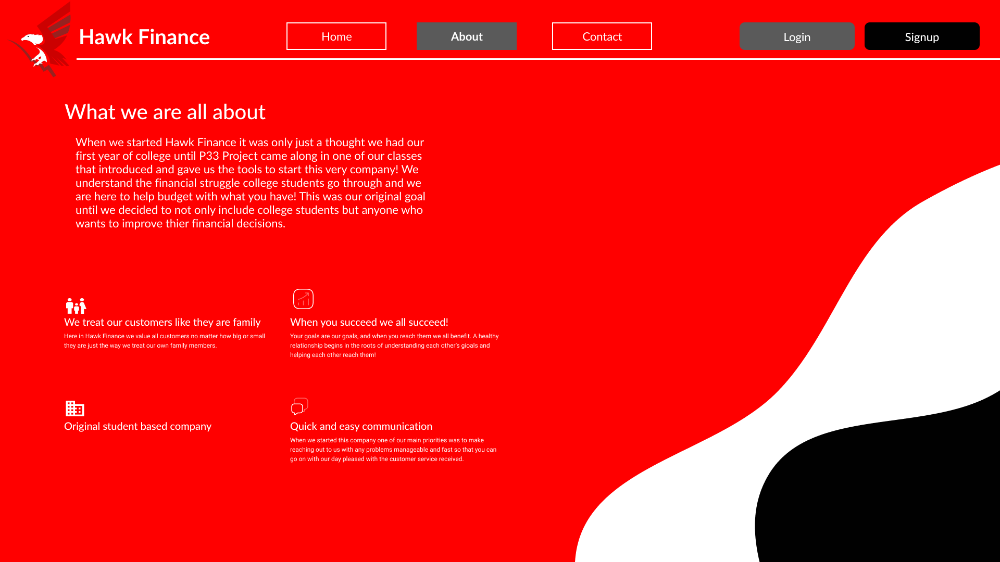 Hawk Finance
Home
About
Contact
Login
Signup
What we are all about
When we started Hawk Finance it was only just a thought we had our
first year of college until P33 Project came along in one of our classes
that introduced and gave us the tools to start this very company! We
understand the financial struggle college students go through and we
are here to help budget with what you have! This was our original goal
until we decided to not only include college students but anyone who
wants to improve thier financial decisions.
We treat our customers like they are family
Here in Hawk Finance we value all customers no matter how big or small
they are just the way we treat our own family members.
When you succeed we all succeed!
Your goals are our goals, and when you reach them we all benefit. A healthy
relationship begins in the roots of understanding each other's gioals and
helping each other reach them!
Original student based company
Quick and easy communication
When we started this company one of our main priorities was to make
reaching out to us with any problems manageable and fast so that you can
go on with our day pleased with the customer service received.